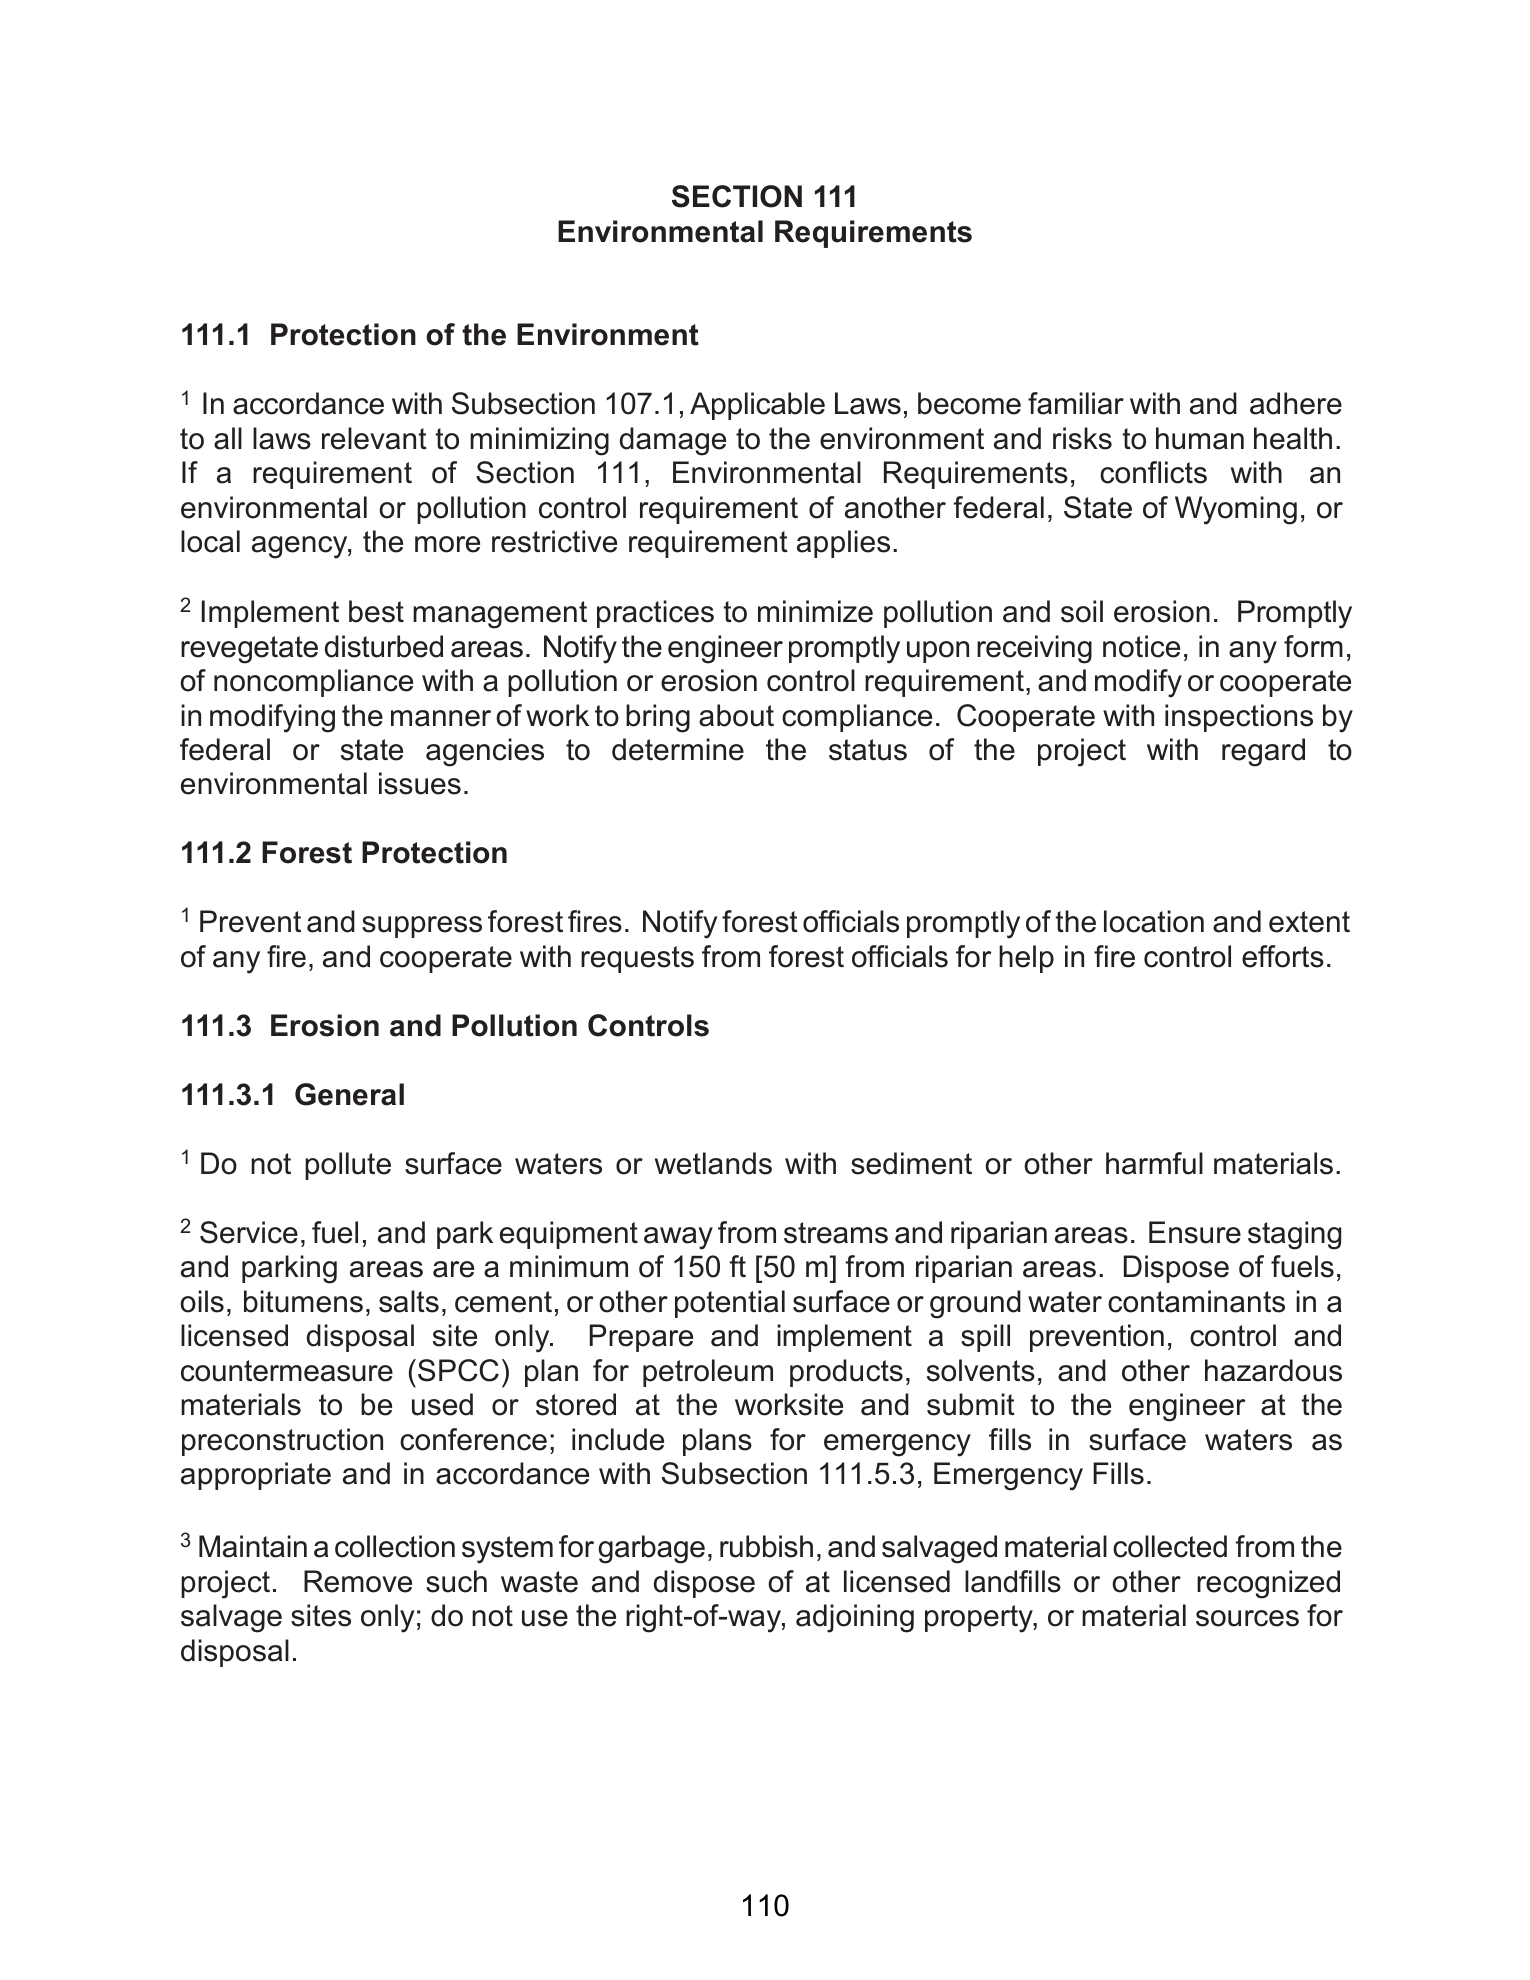 SECTION 111
Environmental Requirements
111.1 Protection of the Environment
1 In accordance with Subsection 107.1, Applicable Laws, become familiar with and adhere
to all laws relevant to minimizing damage to the environment and risks to human health.
If a requirement of Section 111, Environmental Requirements, conflicts with an
environmental or pollution control requirement of another federal, State of Wyoming, or
local agency, the more restrictive requirement applies.
2 Implement best management practices to minimize pollution and soil erosion. Promptly
revegetate disturbed areas. Notify the engineer promptly upon receiving notice, in any form,
of noncompliance with a pollution or erosion control requirement, and modify or cooperate
in modifying the manner of work to bring about compliance. Cooperate with inspections by
federal or state agencies to determine the status of the project with regard to
environmental issues.
111.2 Forest Protection
1 Prevent and suppress forest fires. Notify forest officials promptly of the location and extent
of any fire, and cooperate with requests from forest officials for help in fire control efforts.
111.3 Erosion and Pollution Controls
111.3.1 General
1 Do not pollute surface waters or wetlands with sediment or other harmful materials.
2 Service, fuel, and park equipment away from streams and riparian areas. Ensure staging
and parking areas are a minimum of 150 ft [50 m] from riparian areas. Dispose of fuels,
oils, bitumens, salts, cement, or other potential surface or ground water contaminants in a
licensed disposal site only. Prepare and implement a spill prevention, control and
countermeasure (SPCC) plan for petroleum products, solvents, and other hazardous
materials to be used or stored at the worksite and submit to the engineer at the
preconstruction conference; include plans for emergency fills in surface waters as
appropriate and in accordance with Subsection 111.5.3, Emergency Fills.
3 Maintain a collection system for garbage, rubbish, and salvaged material collected from the
project. Remove such waste and dispose of at licensed landfills or other recognized
salvage sites only; do not use the right-of-way, adjoining property, or material sources for
disposal.
110